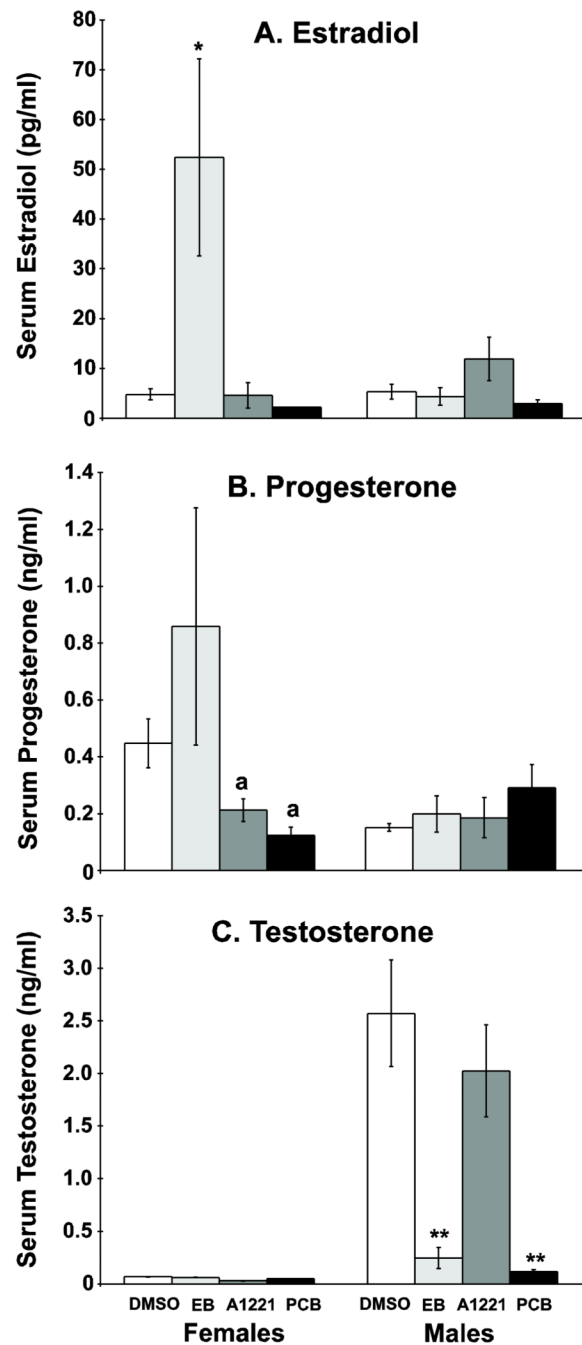 A. Estradiol
Serum Estradiol (pg/ml)
80
70
60
50
40
30
20
10
0
*
B. Progesterone
Serum Progesterone (ng/ml)
1.4
1.2
1.0
0.8
0.6
0.4
0.2
0
a
a
C. Testosterone
Serum Testosterone (ng/ml)
3.5
3.0
2.5
2.0
1.5
1.0
0.5
0
**
**
DMSO EB A1221 PCB DMSO EB A1221 PCB
Females Males